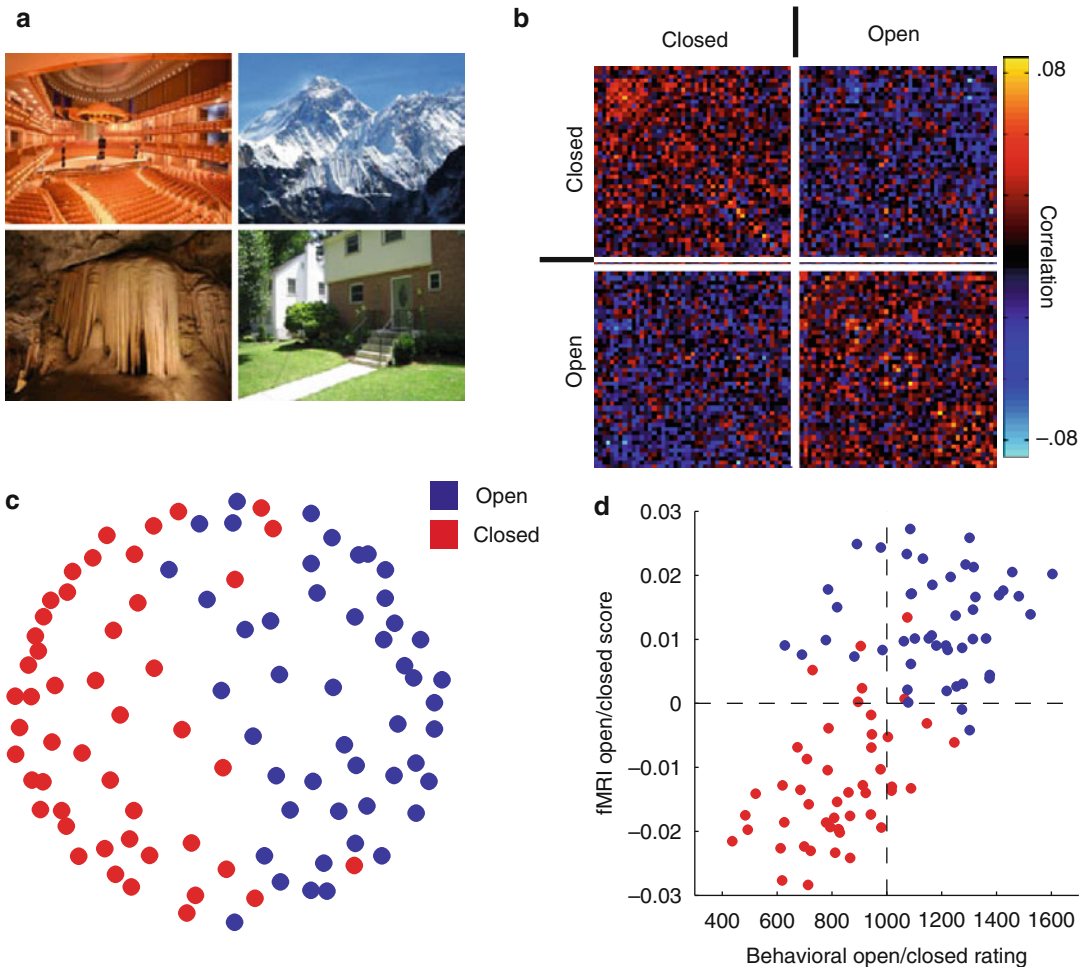 a
b
Closed
Open
Closed
Open
.08
Correlation
−.08
c
Open
Closed
d
0.03
0.02
0.01
0
−0.01
−0.02
−0.03
fMRI open/closed score
400 600 800 1000 1200 1400 1600
Behavioral open/closed rating